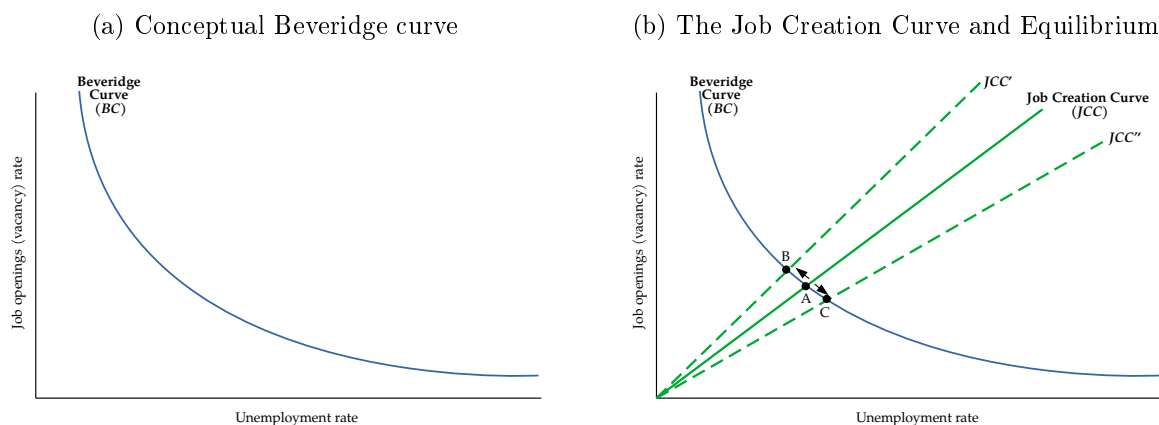 (a) Conceptual Beveridge curve
Beveridge
Curve
(BC)
Job openings (vacancy) rate
Unemployment rate
(b) The Job Creation Curve and Equilibrium
Beveridge
Curve
(BC)
JCC'
Job Creation Curve
(JCC)
JCC"
B
A
C
Job openings (vacancy) rate
Unemployment rate